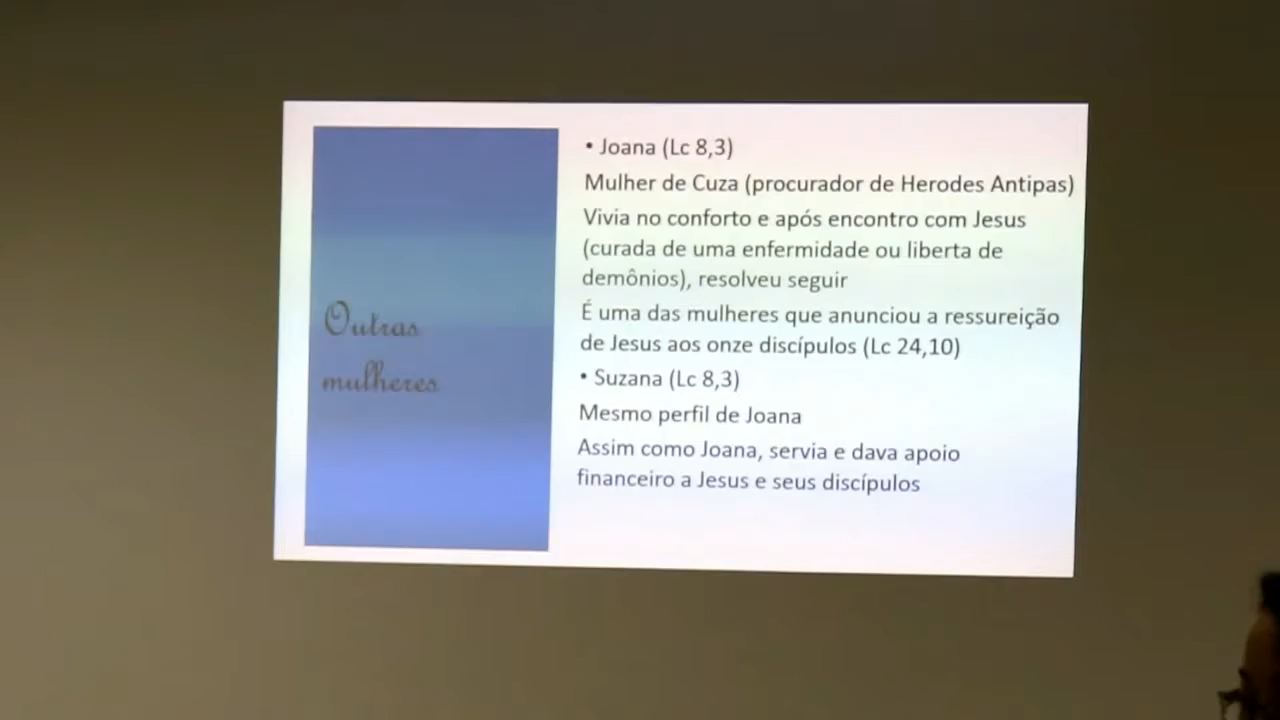 Outras
mulheres
• Joana (Lc 8,3)
Mulher de Cuza (procurador de Herodes Antipas)
Vivia no conforto e após encontro com Jesus
(curada de uma enfermidade ou liberta de
demônios), resolveu seguir
É uma das mulheres que anunciou a ressureição
de Jesus aos onze discípulos (Lc 24,10)
• Suzana (Lc 8,3)
Mesmo perfil de Joana
Assim como Joana, servia e dava apoio
financeiro a Jesus e seus discípulos